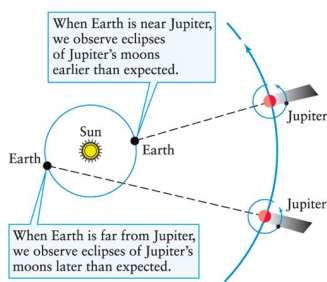 When Earth is near Jupiter,
we observe eclipses
of Jupiter's moons
earlier than expected.
Jupiter
Sun
Earth
Earth
Jupiter
When Earth is far from Jupiter,
we observe eclipses of Jupiter's
moons later than expected.